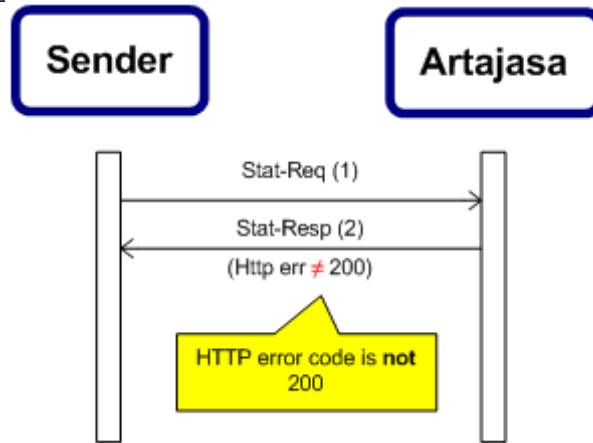 Sender
Artajasa
Stat-Req (1)
Stat-Resp (2)
(Http err ≠ 200)
HTTP error code is not
200